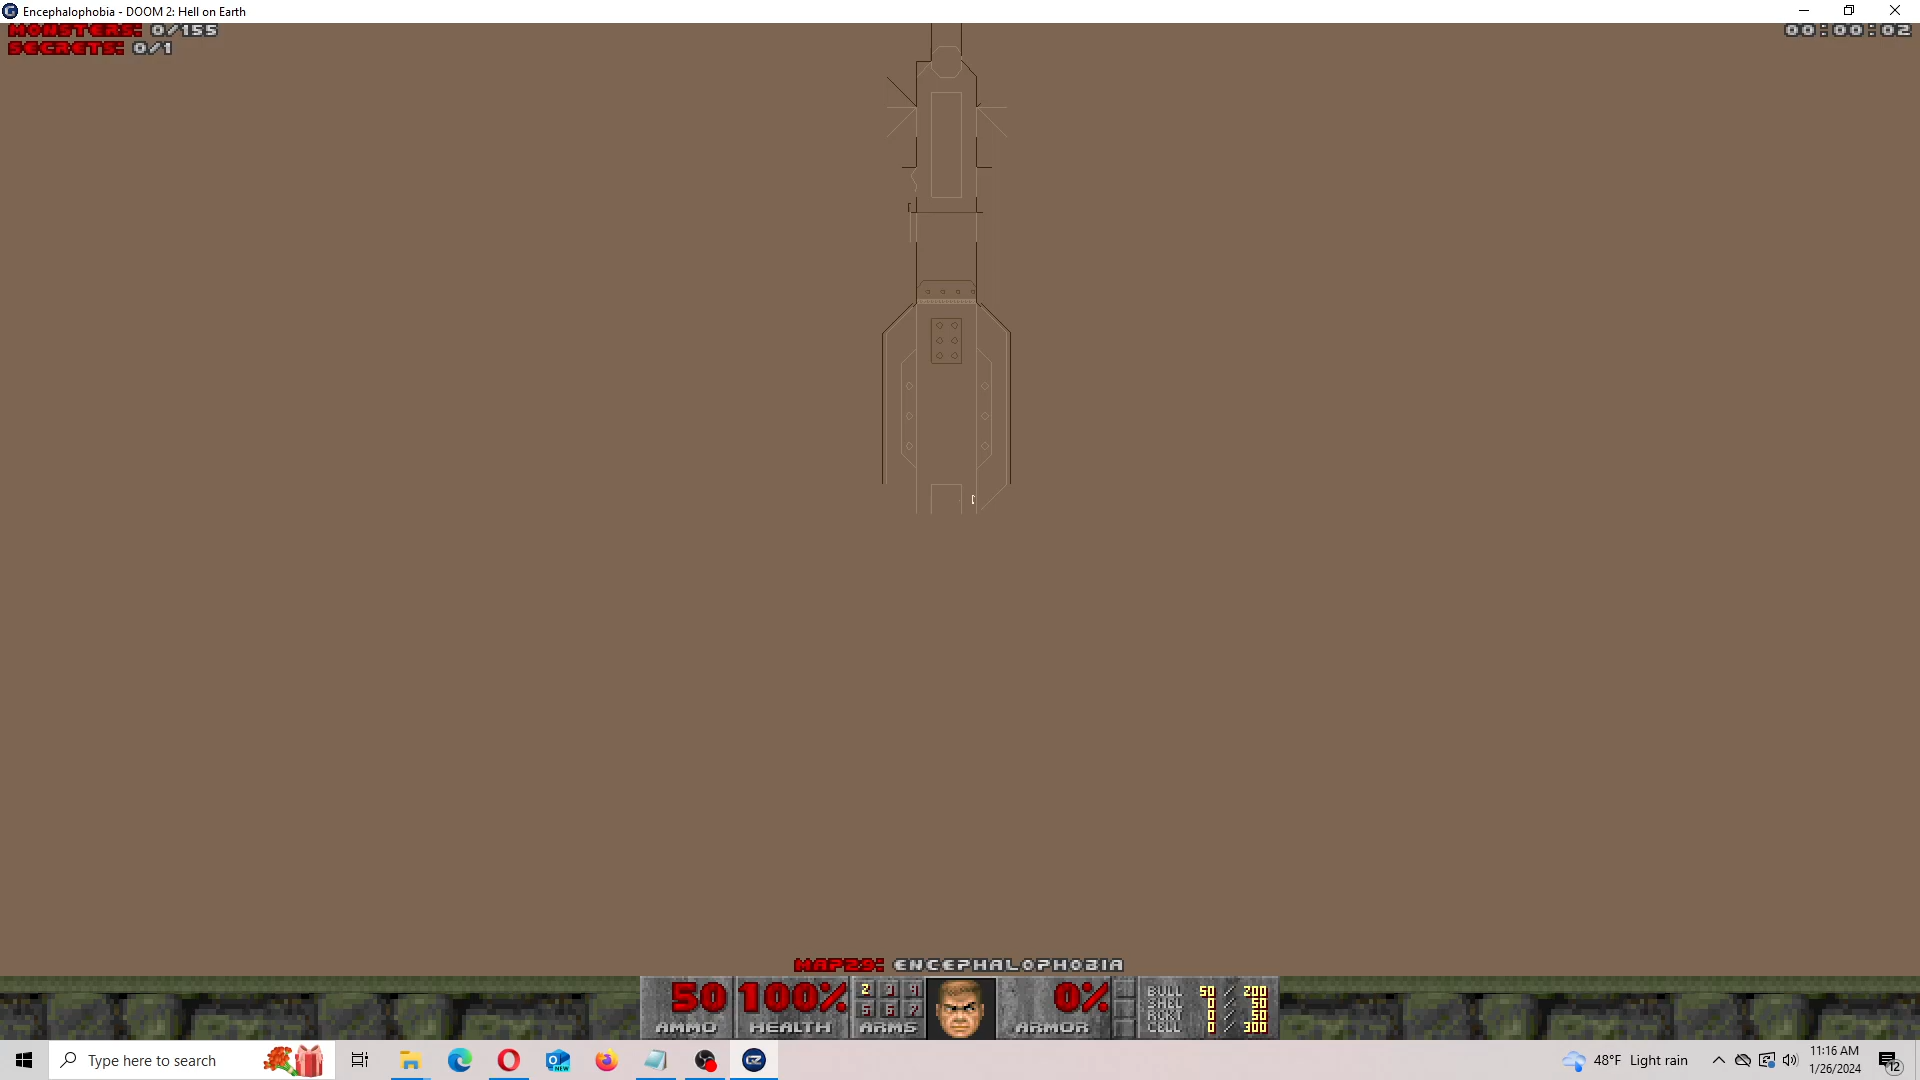 Encephalophobia - DOOM 2: Hell on Earth
MONSTERS: 0/155
SECRETS: 0/1
00:00:02
MAP29: ENCEPHALOPHOBIA
50 100% 2 3 4 0% BULL 50 / 200
5 6 7 SHEL 0 / 50
RCKT 0 / 50
AMMO HEALTH ARMS ARMOR CELL 0 / 300
Type here to search
NEW
48°F Light rain
11:16 AM
1/26/2024
12